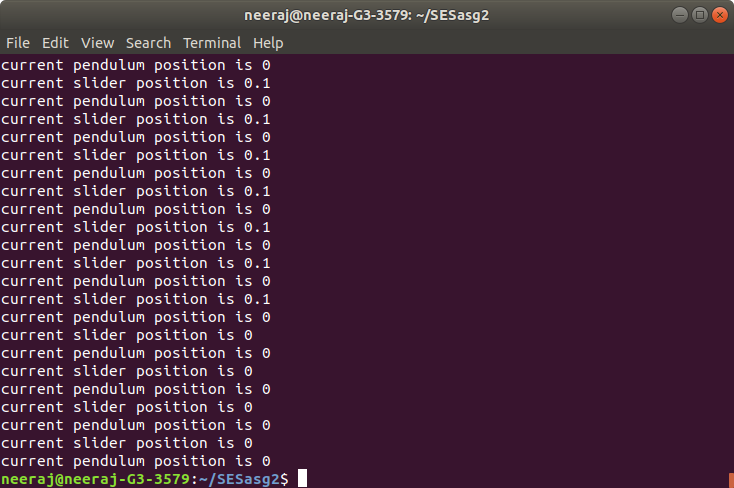 neeraj@neeraj-G3-3579: ~/SESasg2
File Edit View Search Terminal Help
current pendulum position is 0
current slider position is 0.1
current pendulum position is 0
current slider position is 0.1
current pendulum position is 0
current slider position is 0.1
current pendulum position is 0
current slider position is 0.1
current pendulum position is 0
current slider position is 0.1
current pendulum position is 0
current slider position is 0.1
current pendulum position is 0
current slider position is 0.1
current pendulum position is 0
current slider position is 0
current pendulum position is 0
current slider position is 0
current pendulum position is 0
current slider position is 0
current pendulum position is 0
current slider position is 0
current pendulum position is 0
neeraj@neeraj-G3-3579:~/SESasg2$